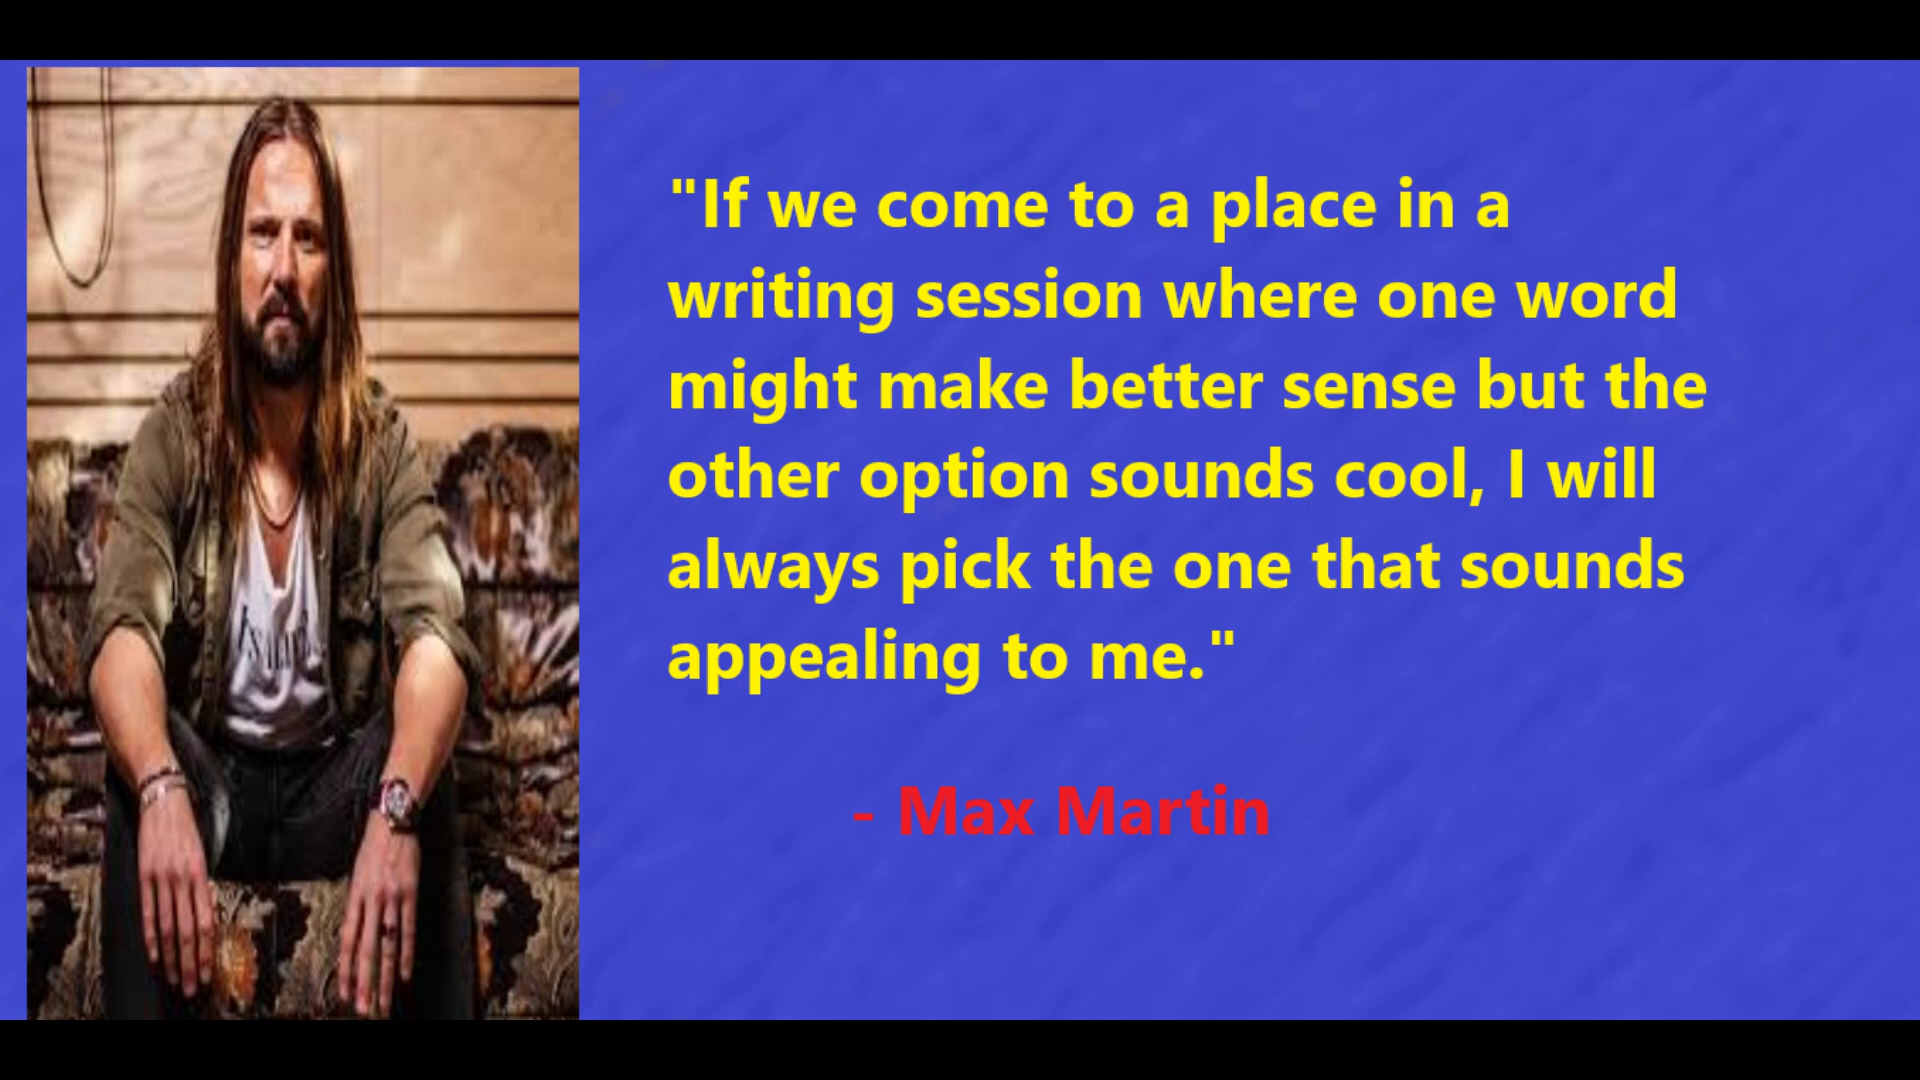 "If we come to a place in a
writing session where one word
might make better sense but the
other option sounds cool, I will
always pick the one that sounds
appealing to me."
- Max Martin